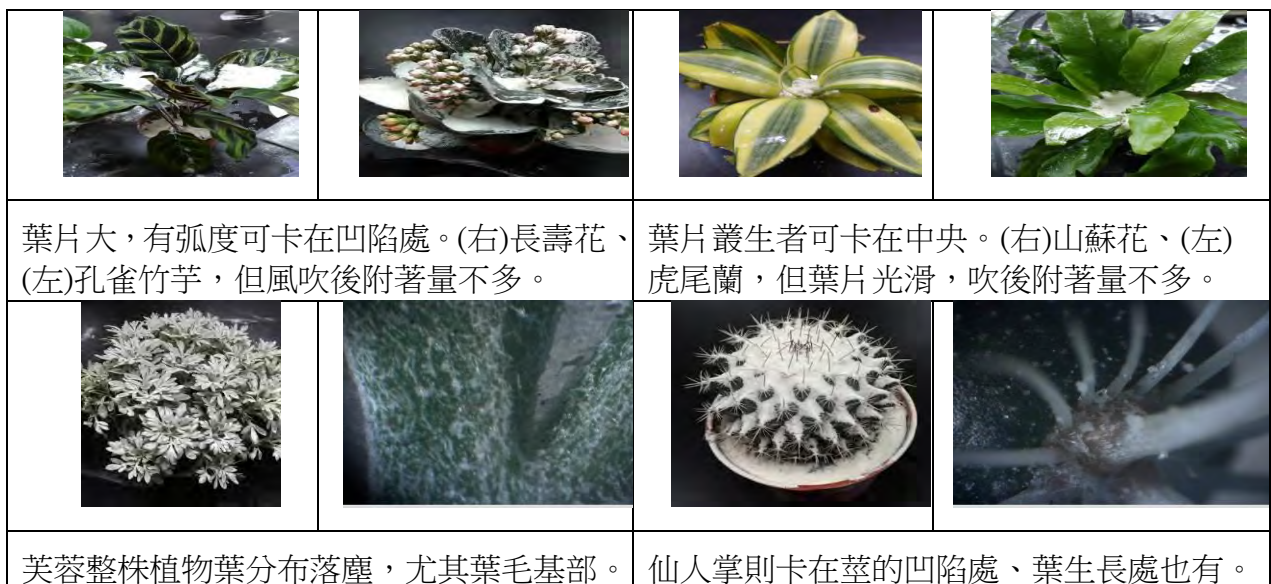 葉片大，有弧度可卡在凹陷處。(右)長壽花、
(左)孔雀竹芋，但風吹後附著量不多。
葉片叢生者可卡在中央。(右)山蘇花、(左)
虎尾蘭，但葉片光滑，吹後附著量不多。
芙蓉整株植物葉分布落塵，尤其葉毛基部。
仙人掌則卡在莖的凹陷處、葉生長處也有。